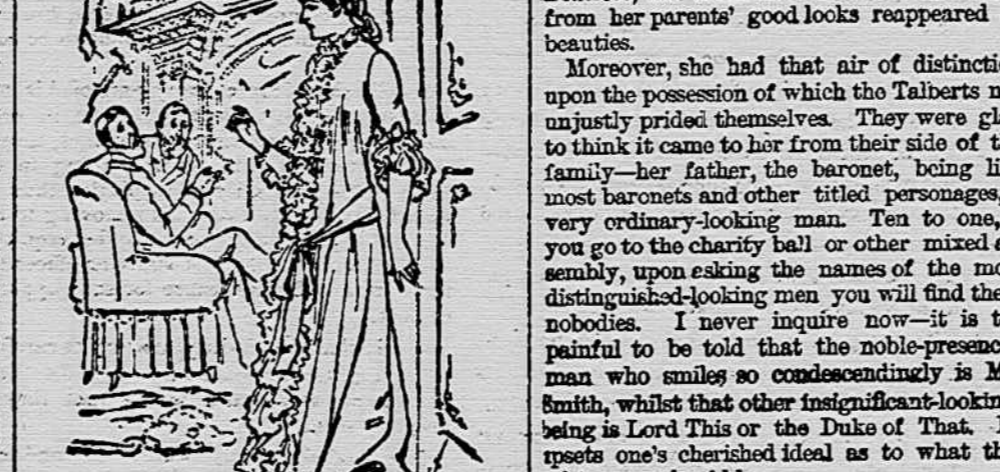 from her parents' good looks reappeared
beauties.
Moreover, she had that air of distincti
upon the possession of which the Talberts n
unjustly prided themselves. They were gl
to think it came to her from their side of t
family—her father, the baronet, being li
most baronets and other titled personages,
very ordinary-looking man. Ten to one,
you go to the charity ball or other mixed a
sembly, upon esking the names of the mo
distinguished-looking men you will find the
nobodies. I never inquire now—it is t
painful to be told that the noble-presenc
man who smiles so condescendingly is M
Smith, whilst that other insignificant-lookin
being is Lord This or the Duke of That.
upsets one's cherished ideal as to what th